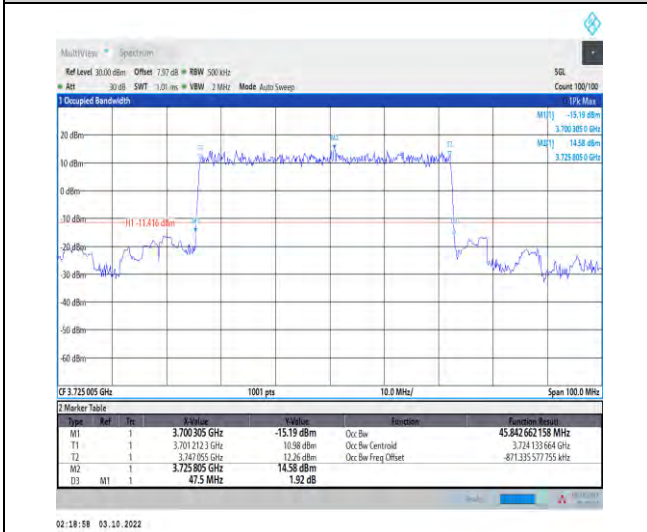 MultiView Spectrum
Ref Level 30.00 dBm Offset 7.97 dB RBW 500 kHz SGL
Att 30 dB SWT 1.01 ms VBW 2 MHz Mode Auto Sweep Count 100/100
1 Occupied Bandwidth 1Pk Max
M1[1] -15.19 dBm
3.700 305 0 GHz
20 dBm M2[1] 14.58 dBm
3.725 805 0 GHz
10 dBm
0 dBm
-10 dBm
H1 -11.416 dBm
-20 dBm
-30 dBm
-40 dBm
-50 dBm
-60 dBm
CF 3.725 005 GHz 1001 pts 10.0 MHz/ Span 100.0 MHz
2 Marker Table
Type Ref Trc X-Value Y-Value Function Function Result
M1 1 3.700 305 GHz -15.19 dBm Occ Bw 45.842 662 158 MHz
T1 1 3.701 212 3 GHz 10.98 dBm Occ Bw Centroid 3.724 133 664 GHz
T2 1 3.747 055 GHz 12.26 dBm Occ Bw Freq Offset -871.335 577 755 kHz
M2 1 3.725 805 GHz 14.58 dBm
D3 M1 1 47.5 MHz 1.92 dB
02:18:58 03.10.2022